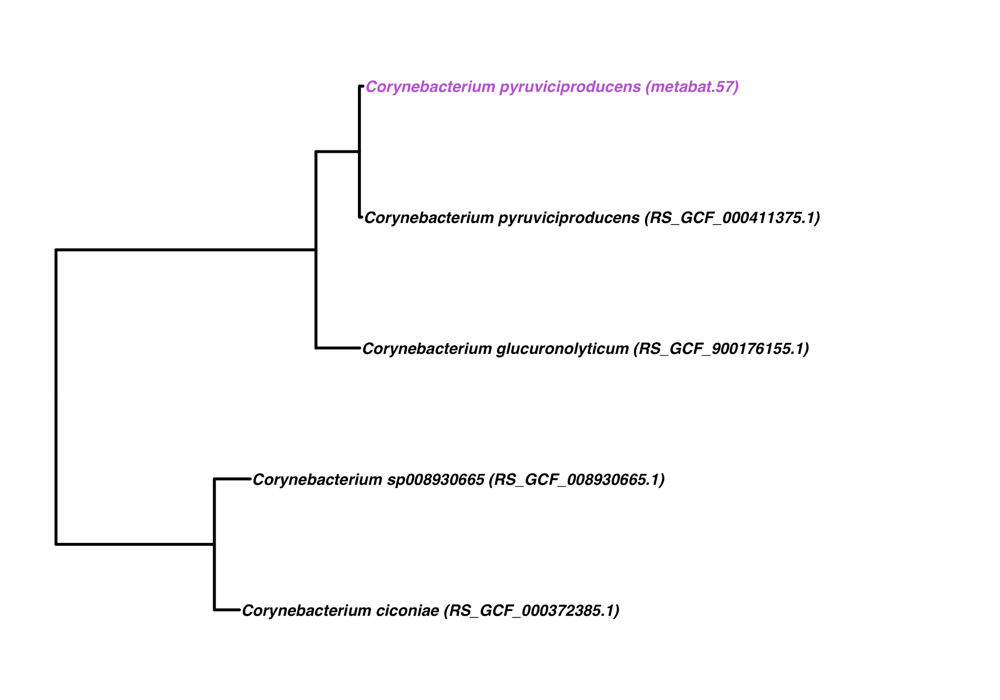 Corynebacterium pyruviciproducens (metabat.57)
Corynebacterium pyruviciproducens (RS_GCF_000411375.1)
Corynebacterium glucuronolyticum (RS_GCF_900176155.1)
Corynebacterium sp008930665 (RS_GCF_008930665.1)
Corynebacterium ciconiae (RS_GCF_000372385.1)